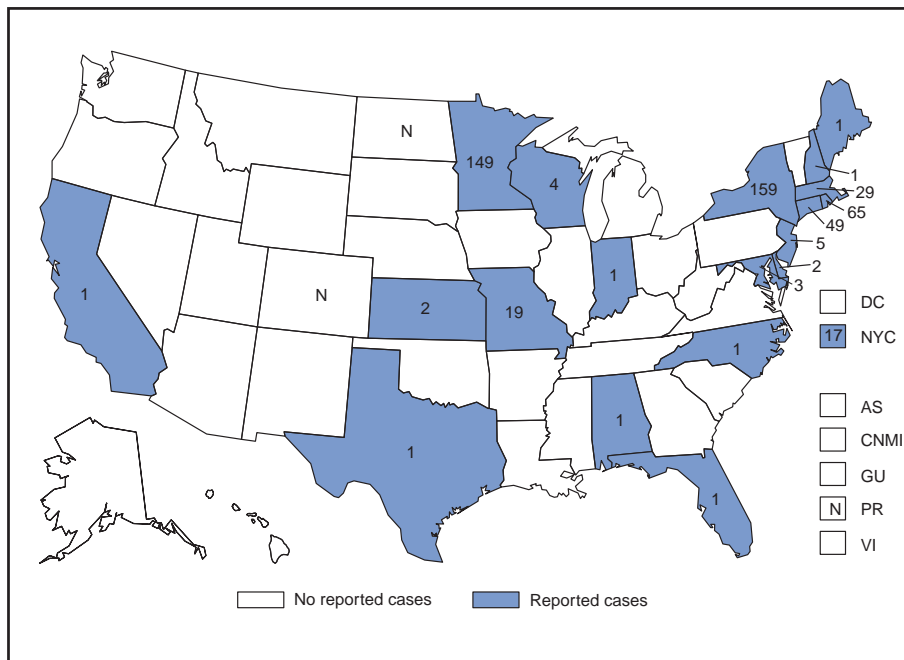 N
149
4
1
1
159
29
65
49
5
2
3
1
N
2
19
1
1
1
1
1
DC
17 NYC
AS
CNMI
GU
N PR
VI
No reported cases
Reported cases